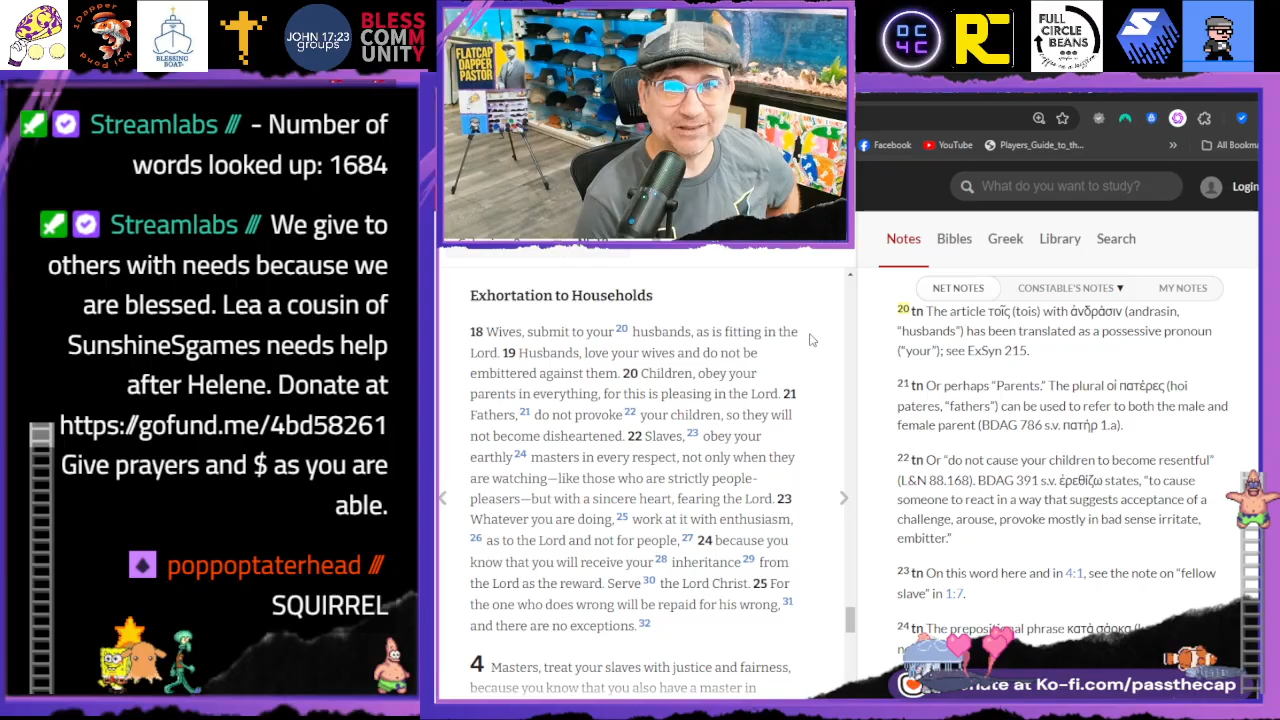 1Dapper
Koi pond
BLESSING BOAT
JOHN 17:23
groups
BLESS
COMM
UNITY
OC
4C
RC
FULL
CIRCLE
BEANS
Streamlabs /// - Number of
words looked up: 1684
Streamlabs /// We give to
others with needs because we
are blessed. Lea a cousin of
SunshineSgames needs help
after Helene. Donate at
https://gofund.me/4bd58261
Give prayers and $ as you are
able.
poppoptaterhead ///
SQUIRREL
FLATCAP
DAPPER
PASTOR
Exhortation to Households
18 Wives, submit to your 20 husbands, as is fitting in the
Lord. 19 Husbands, love your wives and do not be
embittered against them. 20 Children, obey your
parents in everything, for this is pleasing in the Lord. 21
Fathers, 21 do not provoke 22 your children, so they will
not become disheartened. 22 Slaves, 23 obey your
earthly 24 masters in every respect, not only when they
are watching—like those who are strictly people-
pleasers—but with a sincere heart, fearing the Lord. 23
Whatever you are doing, 25 work at it with enthusiasm,
26 as to the Lord and not for people, 27 24 because you
know that you will receive your 28 inheritance 29 from
the Lord as the reward. Serve 30 the Lord Christ. 25 For
the one who does wrong will be repaid for his wrong, 31
and there are no exceptions. 32
4 Masters, treat your slaves with justice and fairness,
because you know that you also have a master in
Facebook YouTube Players_Guide_to_th... » All Bookma
What do you want to study? Login
Notes Bibles Greek Library Search
NET NOTES CONSTABLE'S NOTES ▼ MY NOTES
20 tn The article τοῖς (tois) with ἀνδράσιν (andrasin,
“husbands”) has been translated as a possessive pronoun
(“your”); see ExSyn 215.
21 tn Or perhaps “Parents.” The plural οἱ πατέρες (hoi
pateres, “fathers”) can be used to refer to both the male and
female parent (BDAG 786 s.v. πατήρ 1.a).
22 tn Or “do not cause your children to become resentful”
(L&N 88.168). BDAG 391 s.v. ἐρεθίζω states, “to cause
someone to react in a way that suggests acceptance of a
challenge, arouse, provoke mostly in bad sense irritate,
embitter.”
23 tn On this word here and in 4:1, see the note on “fellow
slave” in 1:7.
24 tn The prepositional phrase κατὰ σάρκα
Donate at Ko-fi.com/passthecap